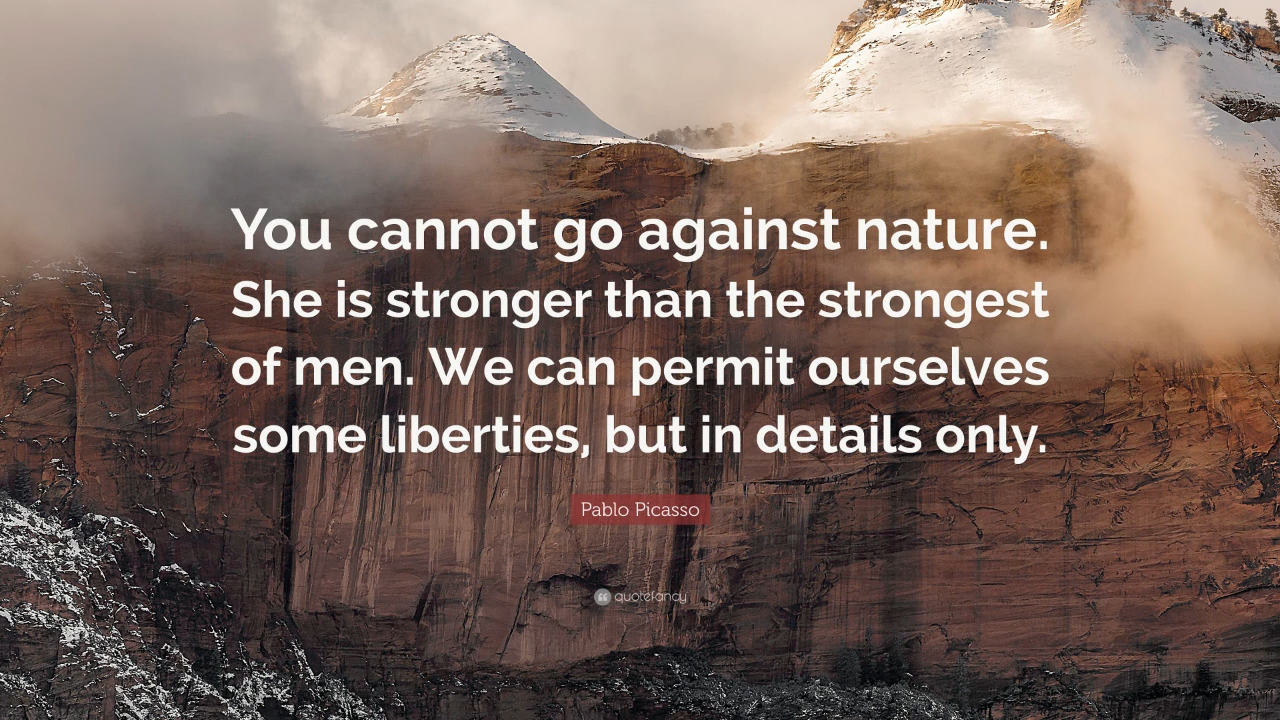 You cannot go against nature.
She is stronger than the strongest
of men. We can permit ourselves
some liberties, but in details only.
Pablo Picasso
quotefancy